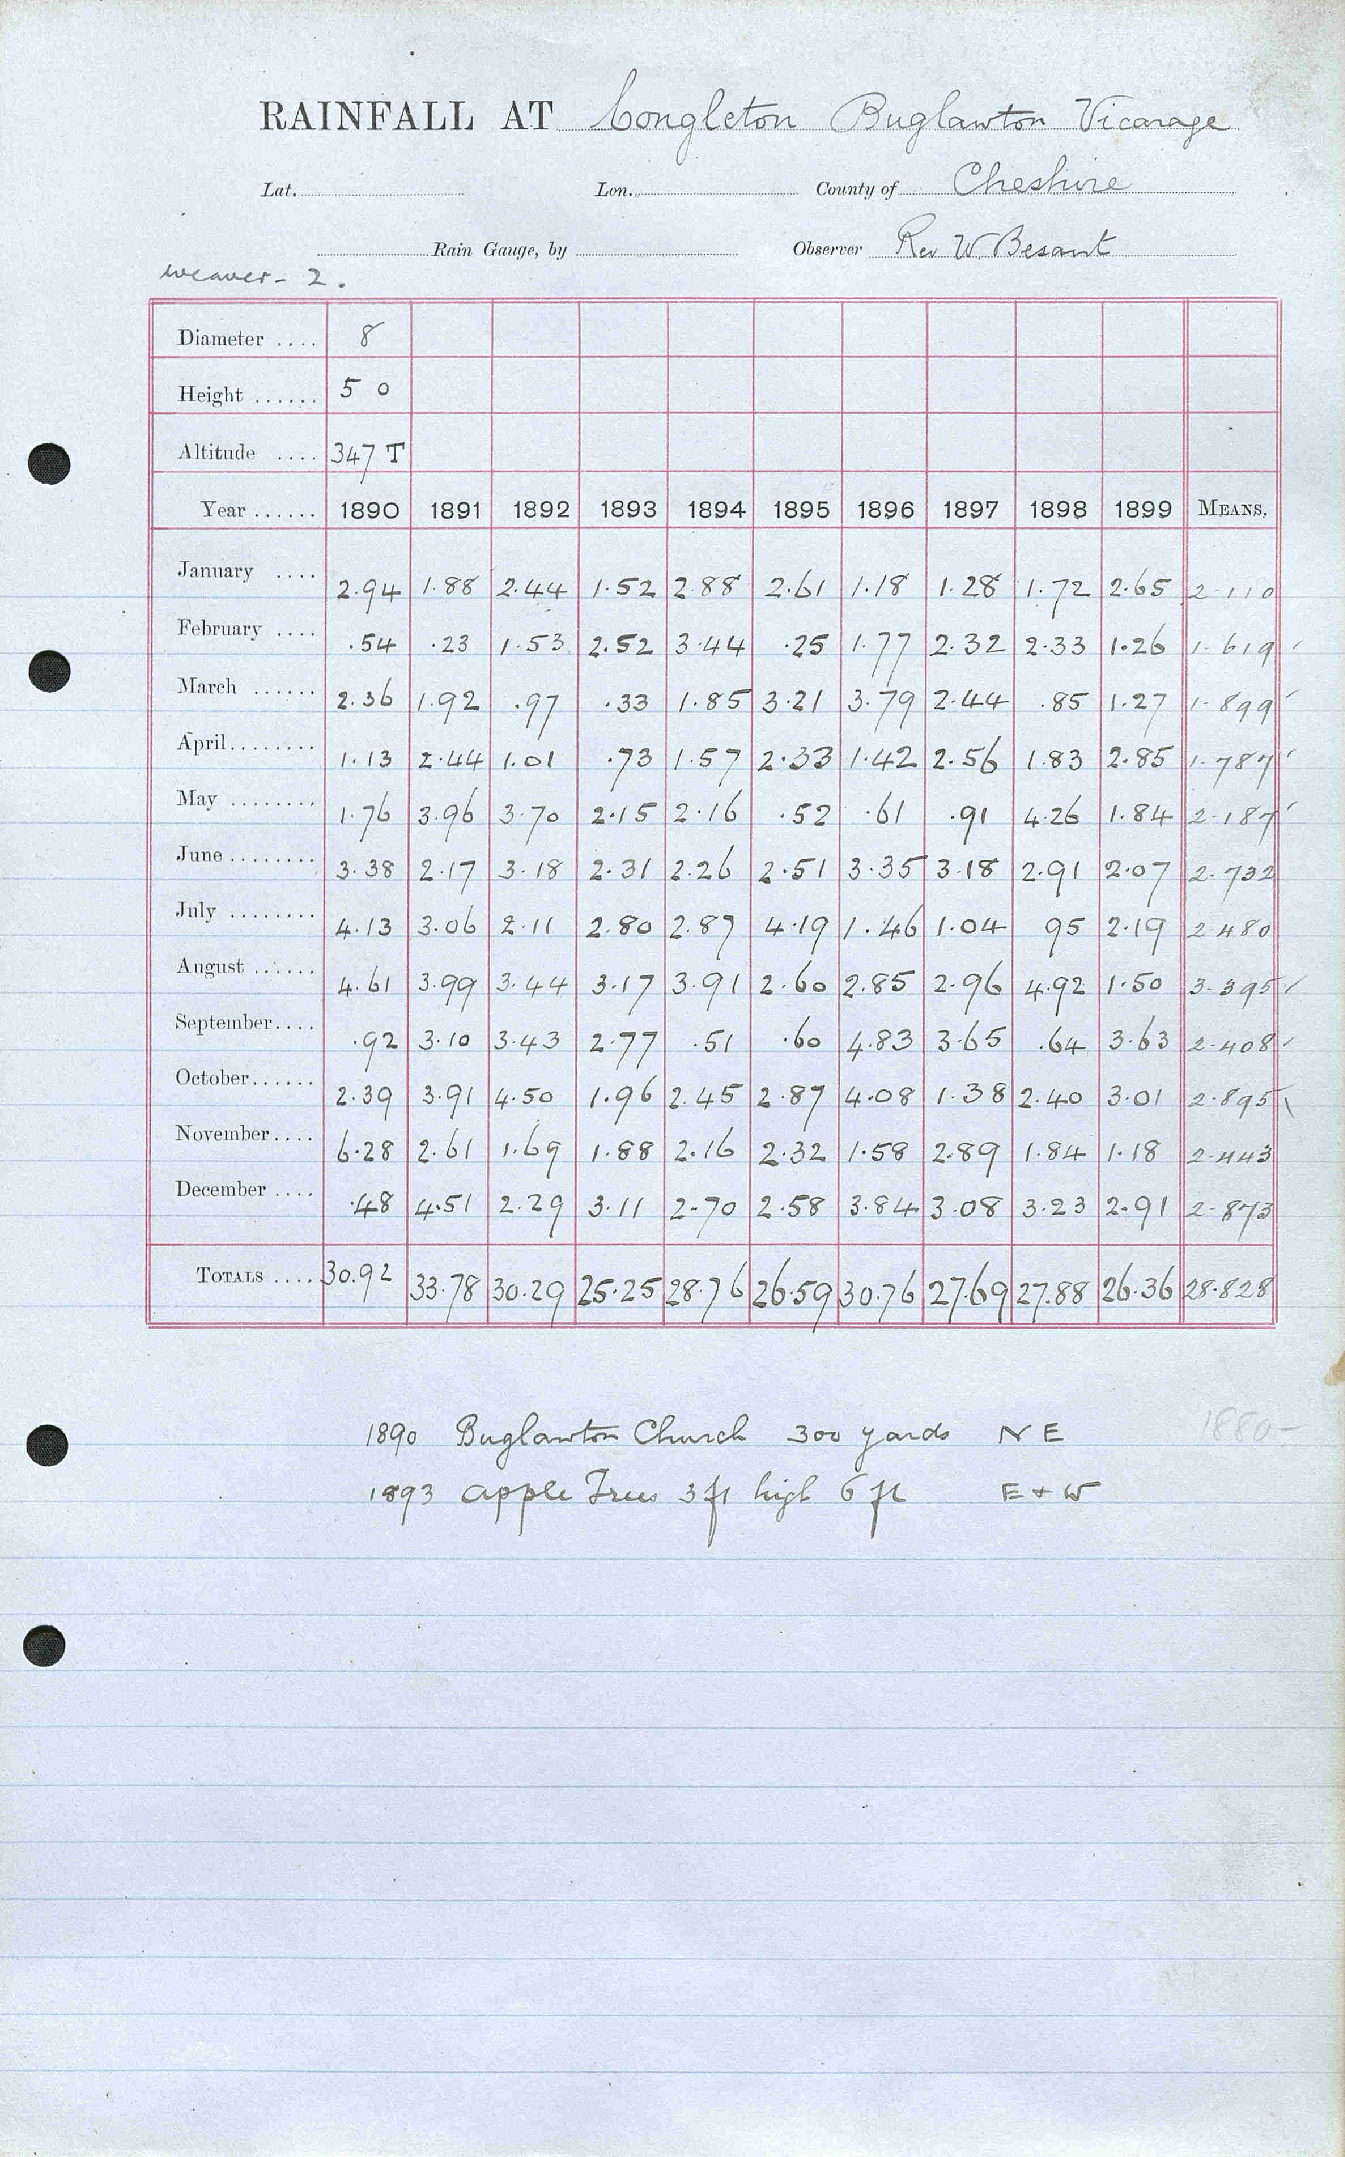 RAINFALL AT Congleton Buglawton Vicarage
Lat. Lon. County of Cheshire
Rain Gauge, by Observer Rev W Besant
Weaver - 2.
Diameter .... 8
Height ...... 5 0
Altitude .... 347 T
Year ...... 1890 1891 1892 1893 1894 1895 1896 1897 1898 1899 MEANS.
January .... 2.94 1.88 2.44 1.52 2.88 2.61 1.18 1.28 1.72 2.65 2.110
February .... .54 .23 1.53 2.52 3.44 .25 1.77 2.32 2.33 1.26 1.619
March ...... 2.36 1.92 .97 .33 1.85 3.21 3.79 2.44 .85 1.27 1.899
April........ 1.13 2.44 1.01 .73 1.57 2.33 1.42 2.56 1.83 2.85 1.787
May ........ 1.76 3.96 3.70 2.15 2.16 .52 .61 .91 4.26 1.84 2.187
June ........ 3.38 2.17 3.18 2.31 2.26 2.51 3.35 3.18 2.91 2.07 2.732
July ........ 4.13 3.06 2.11 2.80 2.87 4.19 1.46 1.04 95 2.19 2.480
August ...... 4.61 3.99 3.44 3.17 3.91 2.60 2.85 2.96 4.92 1.50 3.395
September.... .92 3.10 3.43 2.77 .51 .60 4.83 3.65 .64 3.63 2.408
October...... 2.39 3.91 4.50 1.96 2.45 2.87 4.08 1.38 2.40 3.01 2.895
November.... 6.28 2.61 1.69 1.88 2.16 2.32 1.58 2.89 1.84 1.18 2.443
December .... .48 4.51 2.29 3.11 2.70 2.58 3.84 3.08 3.23 2.91 2.873
TOTALS .... 30.92 33.78 30.29 25.25 28.76 26.59 30.76 27.69 27.88 26.36 28.828
1890 Buglawton Church 300 yards N E 1880-
1893 apple Trees 3 ft high 6 ft E + W